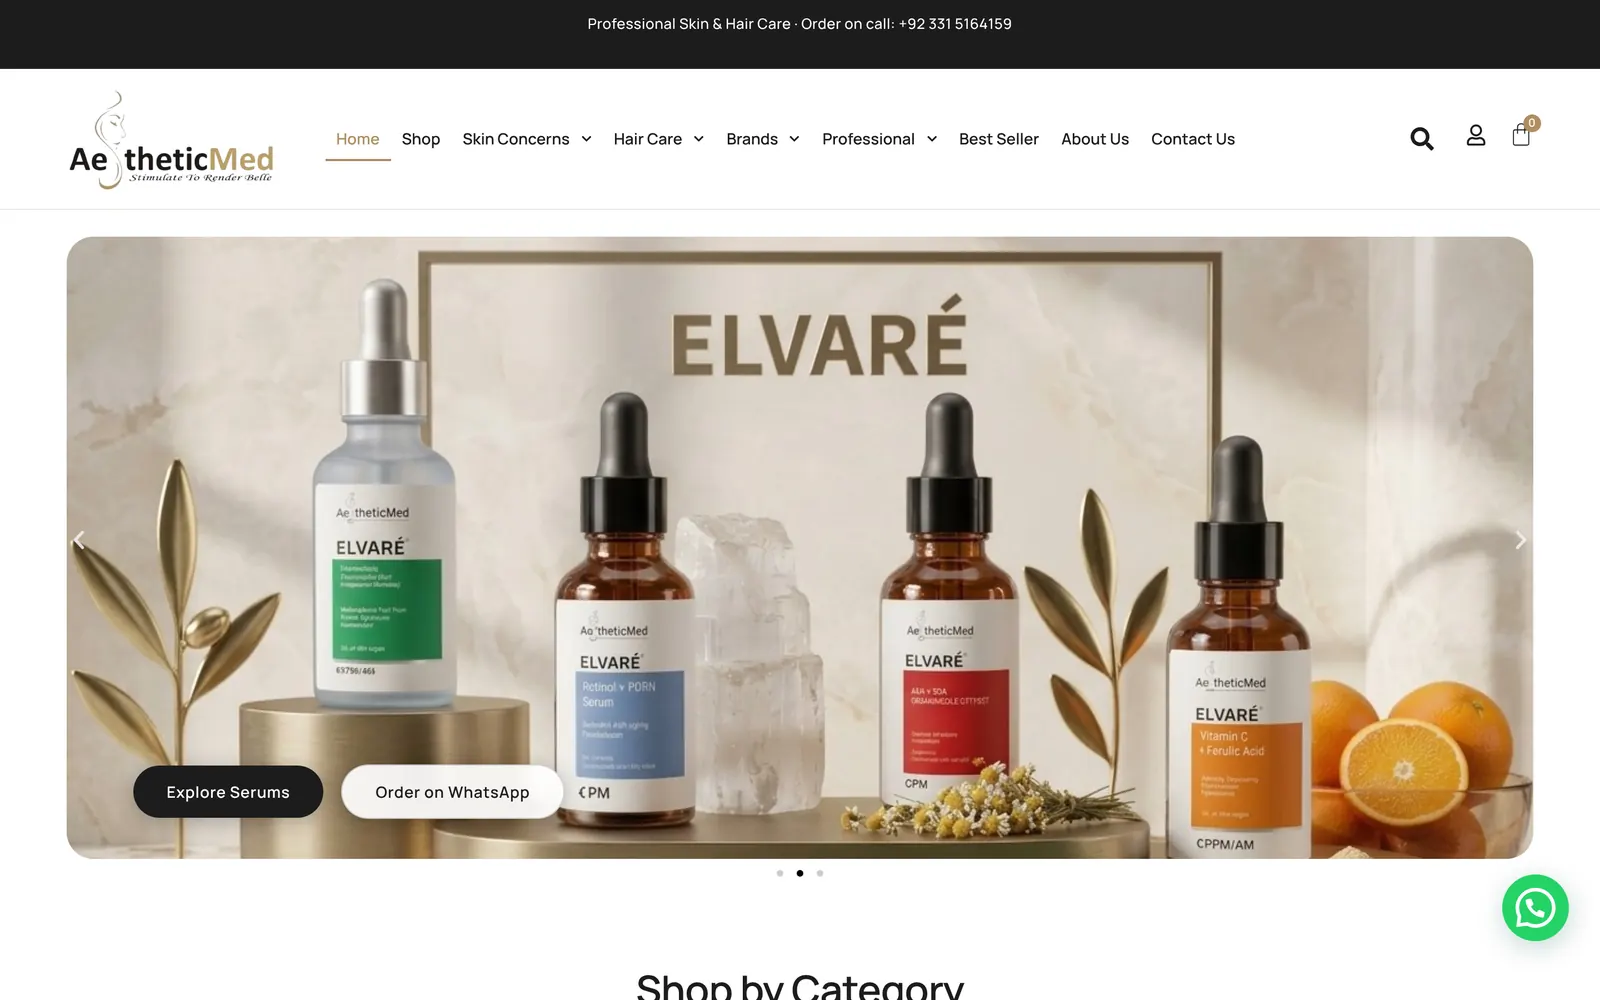 Professional Skin & Hair Care · Order on call: +92 331 5164159
AestheticMed
Stimulate To Render Belle
Home
Shop
Skin Concerns
Hair Care
Brands
Professional
Best Seller
About Us
Contact Us
0
ELVARÉ
AestheticMed
ELVARÉ
AestheticMed
ELVARÉ
Retinol v PORN
Serum
CPM
AestheticMed
ELVARÉ
CPM
AestheticMed
ELVARÉ
Vitamin C
+ Ferulic Acid
CPPM/AM
Explore Serums
Order on WhatsApp
Shop by Category